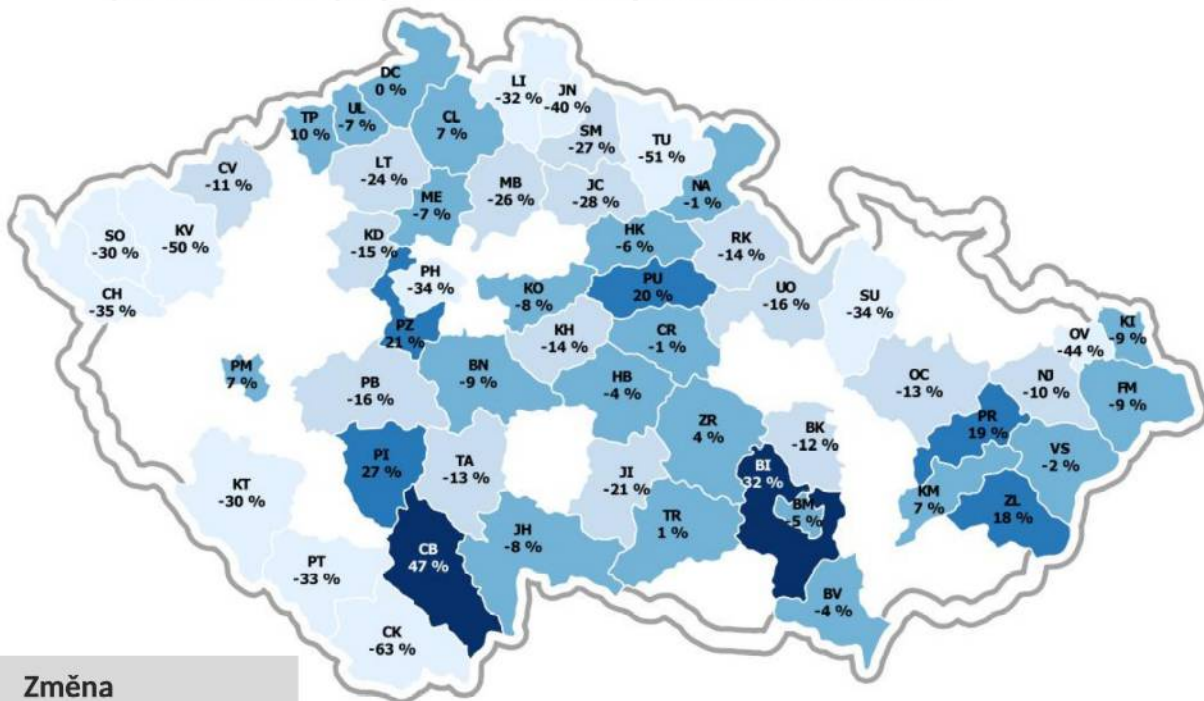 DC
0 %
LI
-32 %
JN
-40 %
TP
10 %
UL
-7 %
CL
7 %
SM
-27 %
TU
-51 %
CV
-11 %
LT
-24 %
ME
-7 %
MB
-26 %
JC
-28 %
NA
-1 %
SO
-30 %
KV
-50 %
KD
-15 %
HK
-6 %
RK
-14 %
CH
-35 %
PH
-34 %
KO
-8 %
PU
20 %
UO
-16 %
SU
-34 %
PZ
21 %
KH
-14 %
CR
-1 %
OV
-44 %
KI
-9 %
PM
7 %
PB
-16 %
BN
-9 %
HB
-4 %
OC
-13 %
NJ
-10 %
FM
-9 %
ZR
4 %
BK
-12 %
PR
19 %
VS
-2 %
PI
27 %
TA
-13 %
JI
-21 %
BI
32 %
KT
-30 %
BM
-5 %
KM
7 %
ZL
18 %
JH
-8 %
TR
1 %
CB
47 %
PT
-33 %
BV
-4 %
CK
-63 %
Změna